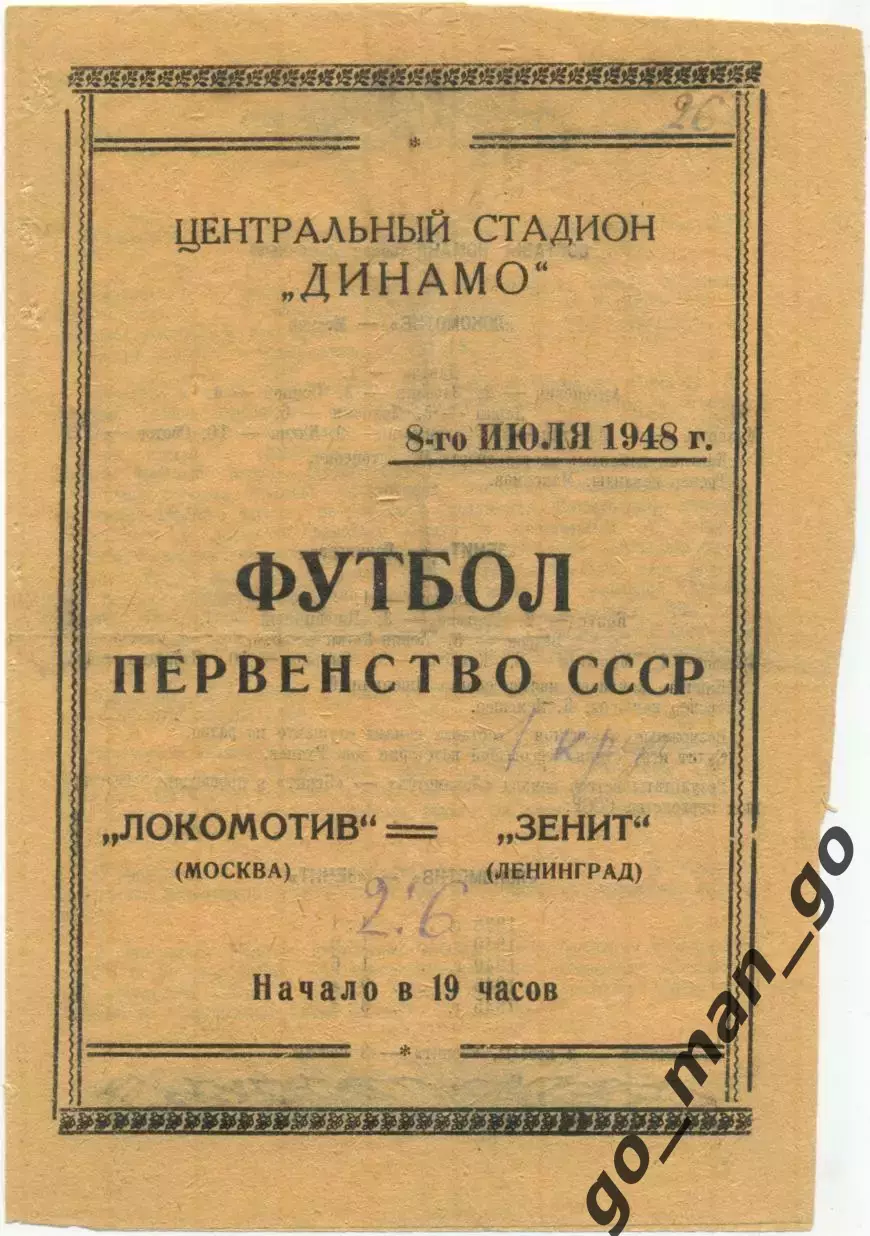 26
ЦЕНТРАЛЬНЫЙ СТАДИОН
„ДИНАМО“
8-го ИЮЛЯ 1948 г.
ФУТБОЛ
ПЕРВЕНСТВО СССР
I круг
„ЛОКОМОТИВ“ = „ЗЕНИТ“
(МОСКВА) (ЛЕНИНГРАД)
2:6
Начало в 19 часов
go_man_go